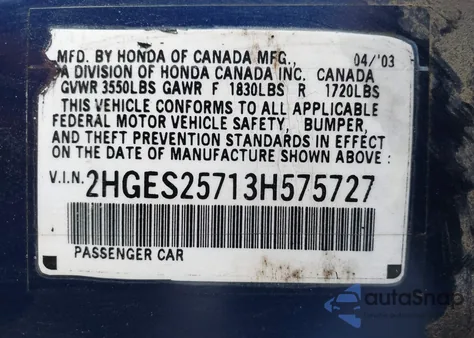 MFD. BY HONDA OF CANADA MFG., 04/'03
A DIVISION OF HONDA CANADA INC. CANADA
GVWR 3550LBS GAWR F 1830LBS R 1720LBS
THIS VEHICLE CONFORMS TO ALL APPLICABLE
FEDERAL MOTOR VEHICLE SAFETY, BUMPER,
AND THEFT PREVENTION STANDARDS IN EFFECT
ON THE DATE OF MANUFACTURE SHOWN ABOVE :
V.I.N. 2HGES25713H575727
PASSENGER CAR
autoSnap